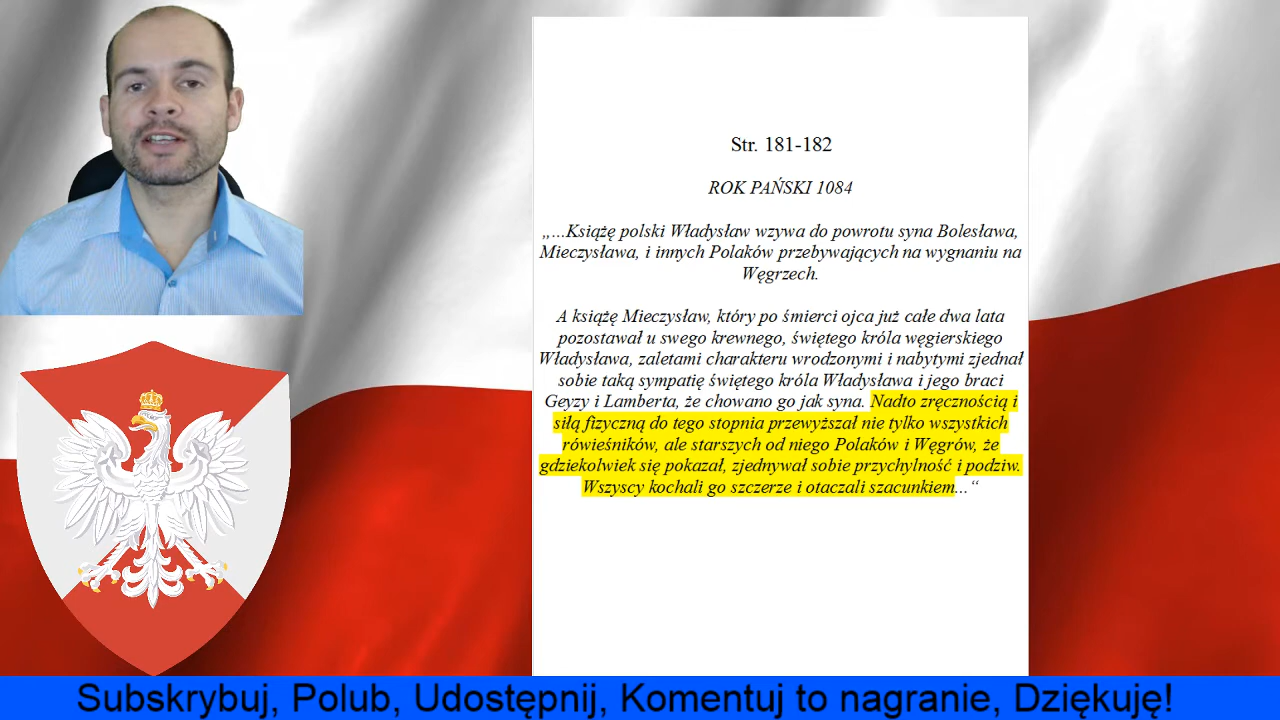 Str. 181-182
ROK PAŃSKI 1084
„...Książę polski Władysław wzywa do powrotu syna Bolesława,
Mieczysława, i innych Polaków przebywających na wygnaniu na
Węgrzech.
A książę Mieczysław, który po śmierci ojca już całe dwa lata
pozostawał u swego krewnego, świętego króla węgierskiego
Władysława, zaletami charakteru wrodzonymi i nabytymi zjednał
sobie taką sympatię świętego króla Władysława i jego braci
Geyzy i Lamberta, że chowano go jak syna. Nadto zręcznością i
siłą fizyczną do tego stopnia przewyższał nie tylko wszystkich
rówieśników, ale starszych od niego Polaków i Węgrów, że
gdziekolwiek się pokazał, zjednywał sobie przychylność i podziw.
Wszyscy kochali go szczerze i otaczali szacunkiem...“
Subskrybuj, Polub, Udostępnij, Komentuj to nagranie, Dziękuję!